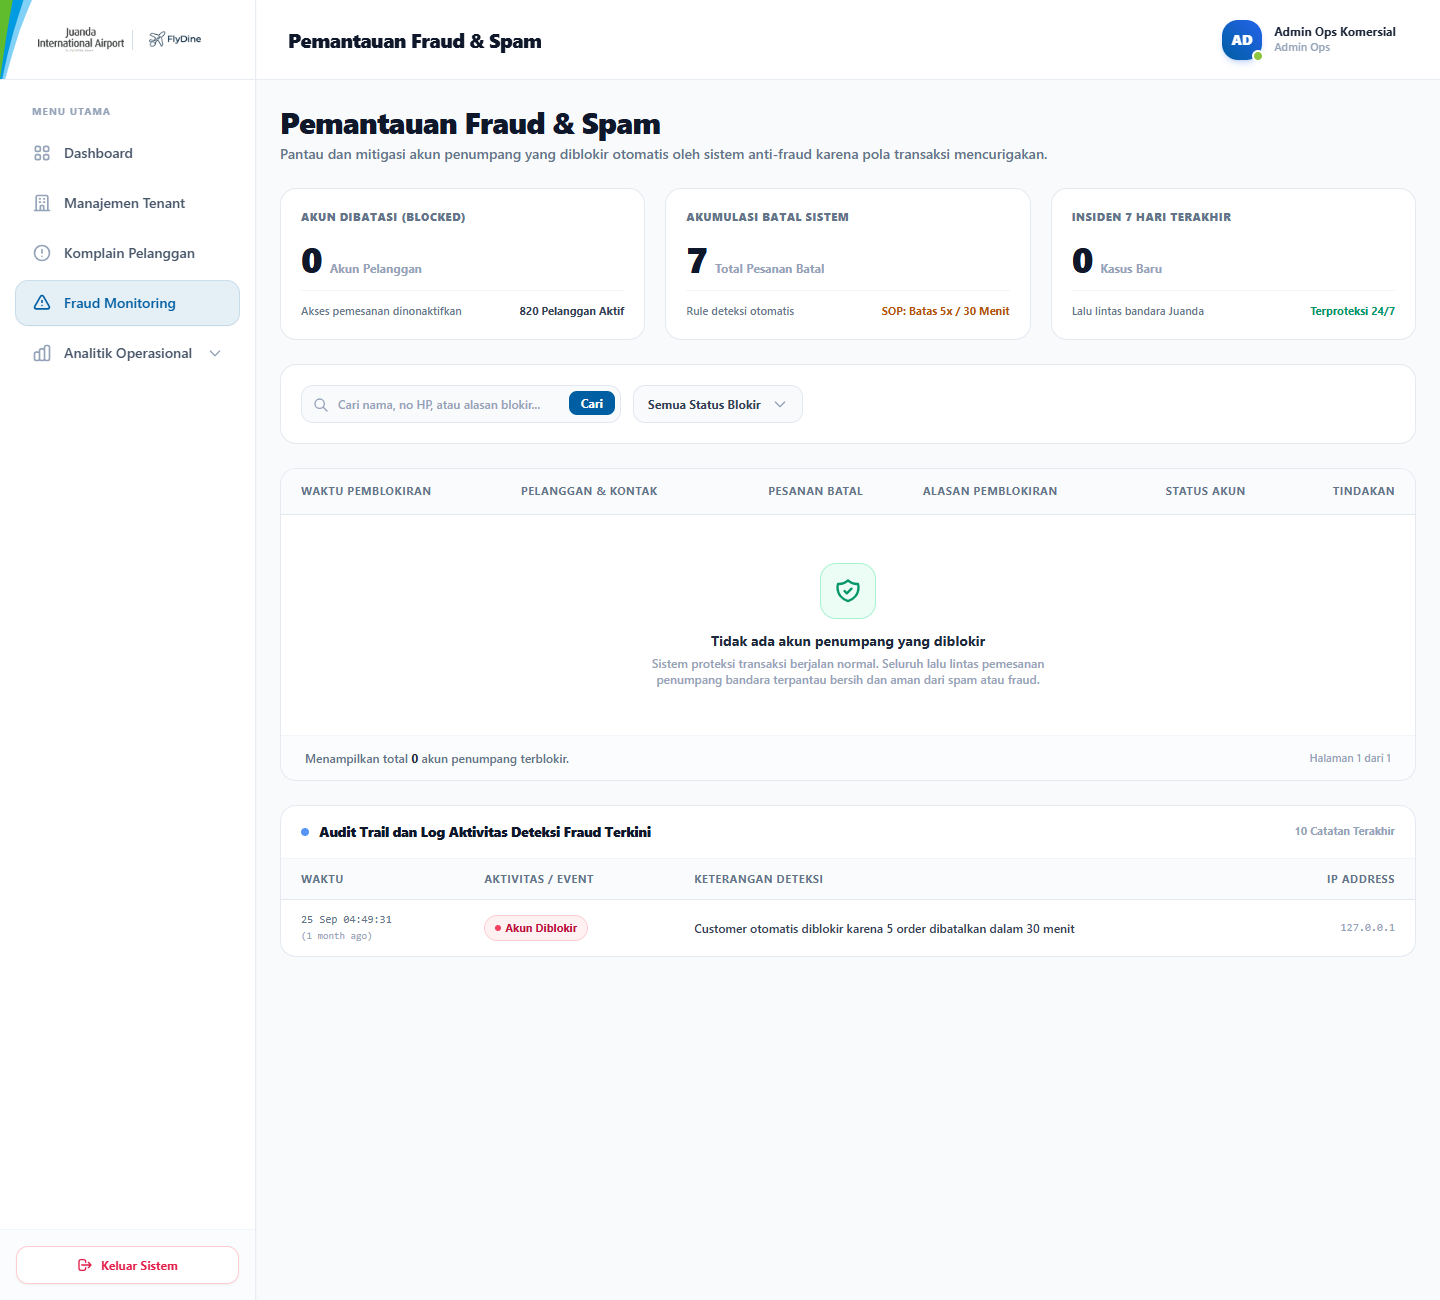 Juanda
International Airport
FlyDine
Pemantauan Fraud & Spam
AD
Admin Ops Komersial
Admin Ops
MENU UTAMA
Dashboard
Manajemen Tenant
Komplain Pelanggan
Fraud Monitoring
Analitik Operasional
Keluar Sistem
Pemantauan Fraud & Spam
Pantau dan mitigasi akun penumpang yang diblokir otomatis oleh sistem anti-fraud karena pola transaksi mencurigakan.
AKUN DIBATASI (BLOCKED)
0 Akun Pelanggan
Akses pemesanan dinonaktifkan 820 Pelanggan Aktif
AKUMULASI BATAL SISTEM
7 Total Pesanan Batal
Rule deteksi otomatis SOP: Batas 5x / 30 Menit
INSIDEN 7 HARI TERAKHIR
0 Kasus Baru
Lalu lintas bandara Juanda Terproteksi 24/7
Cari nama, no HP, atau alasan blokir... Cari Semua Status Blokir
WAKTU PEMBLOKIRAN PELANGGAN & KONTAK PESANAN BATAL ALASAN PEMBLOKIRAN STATUS AKUN TINDAKAN
Tidak ada akun penumpang yang diblokir
Sistem proteksi transaksi berjalan normal. Seluruh lalu lintas pemesanan
penumpang bandara terpantau bersih dan aman dari spam atau fraud.
Menampilkan total 0 akun penumpang terblokir. Halaman 1 dari 1
Audit Trail dan Log Aktivitas Deteksi Fraud Terkini 10 Catatan Terakhir
WAKTU AKTIVITAS / EVENT KETERANGAN DETEKSI IP ADDRESS
25 Sep 04:49:31 Akun Diblokir Customer otomatis diblokir karena 5 order dibatalkan dalam 30 menit 127.0.0.1
(1 month ago)